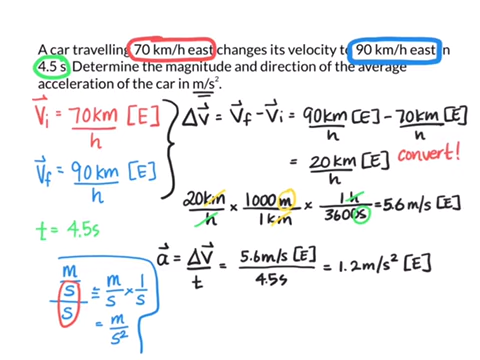 A car travelling 70 km/h east changes its velocity to 90 km/h east in
4.5 s. Determine the magnitude and direction of the average
acceleration of the car in m/s².
V⃗i = 70km/h [E]
V⃗f = 90km/h [E]
t = 4.5s
ΔV⃗ = V⃗f - V⃗i = 90km/h [E] - 70km/h [E]
= 20km/h [E] convert!
20km/h × 1000m/1km × 1h/3600s = 5.6 m/s [E]
a⃗ = ΔV⃗/t = 5.6m/s [E]/4.5s = 1.2m/s² [E]
m/s/s = m/s × 1/s
= m/s²